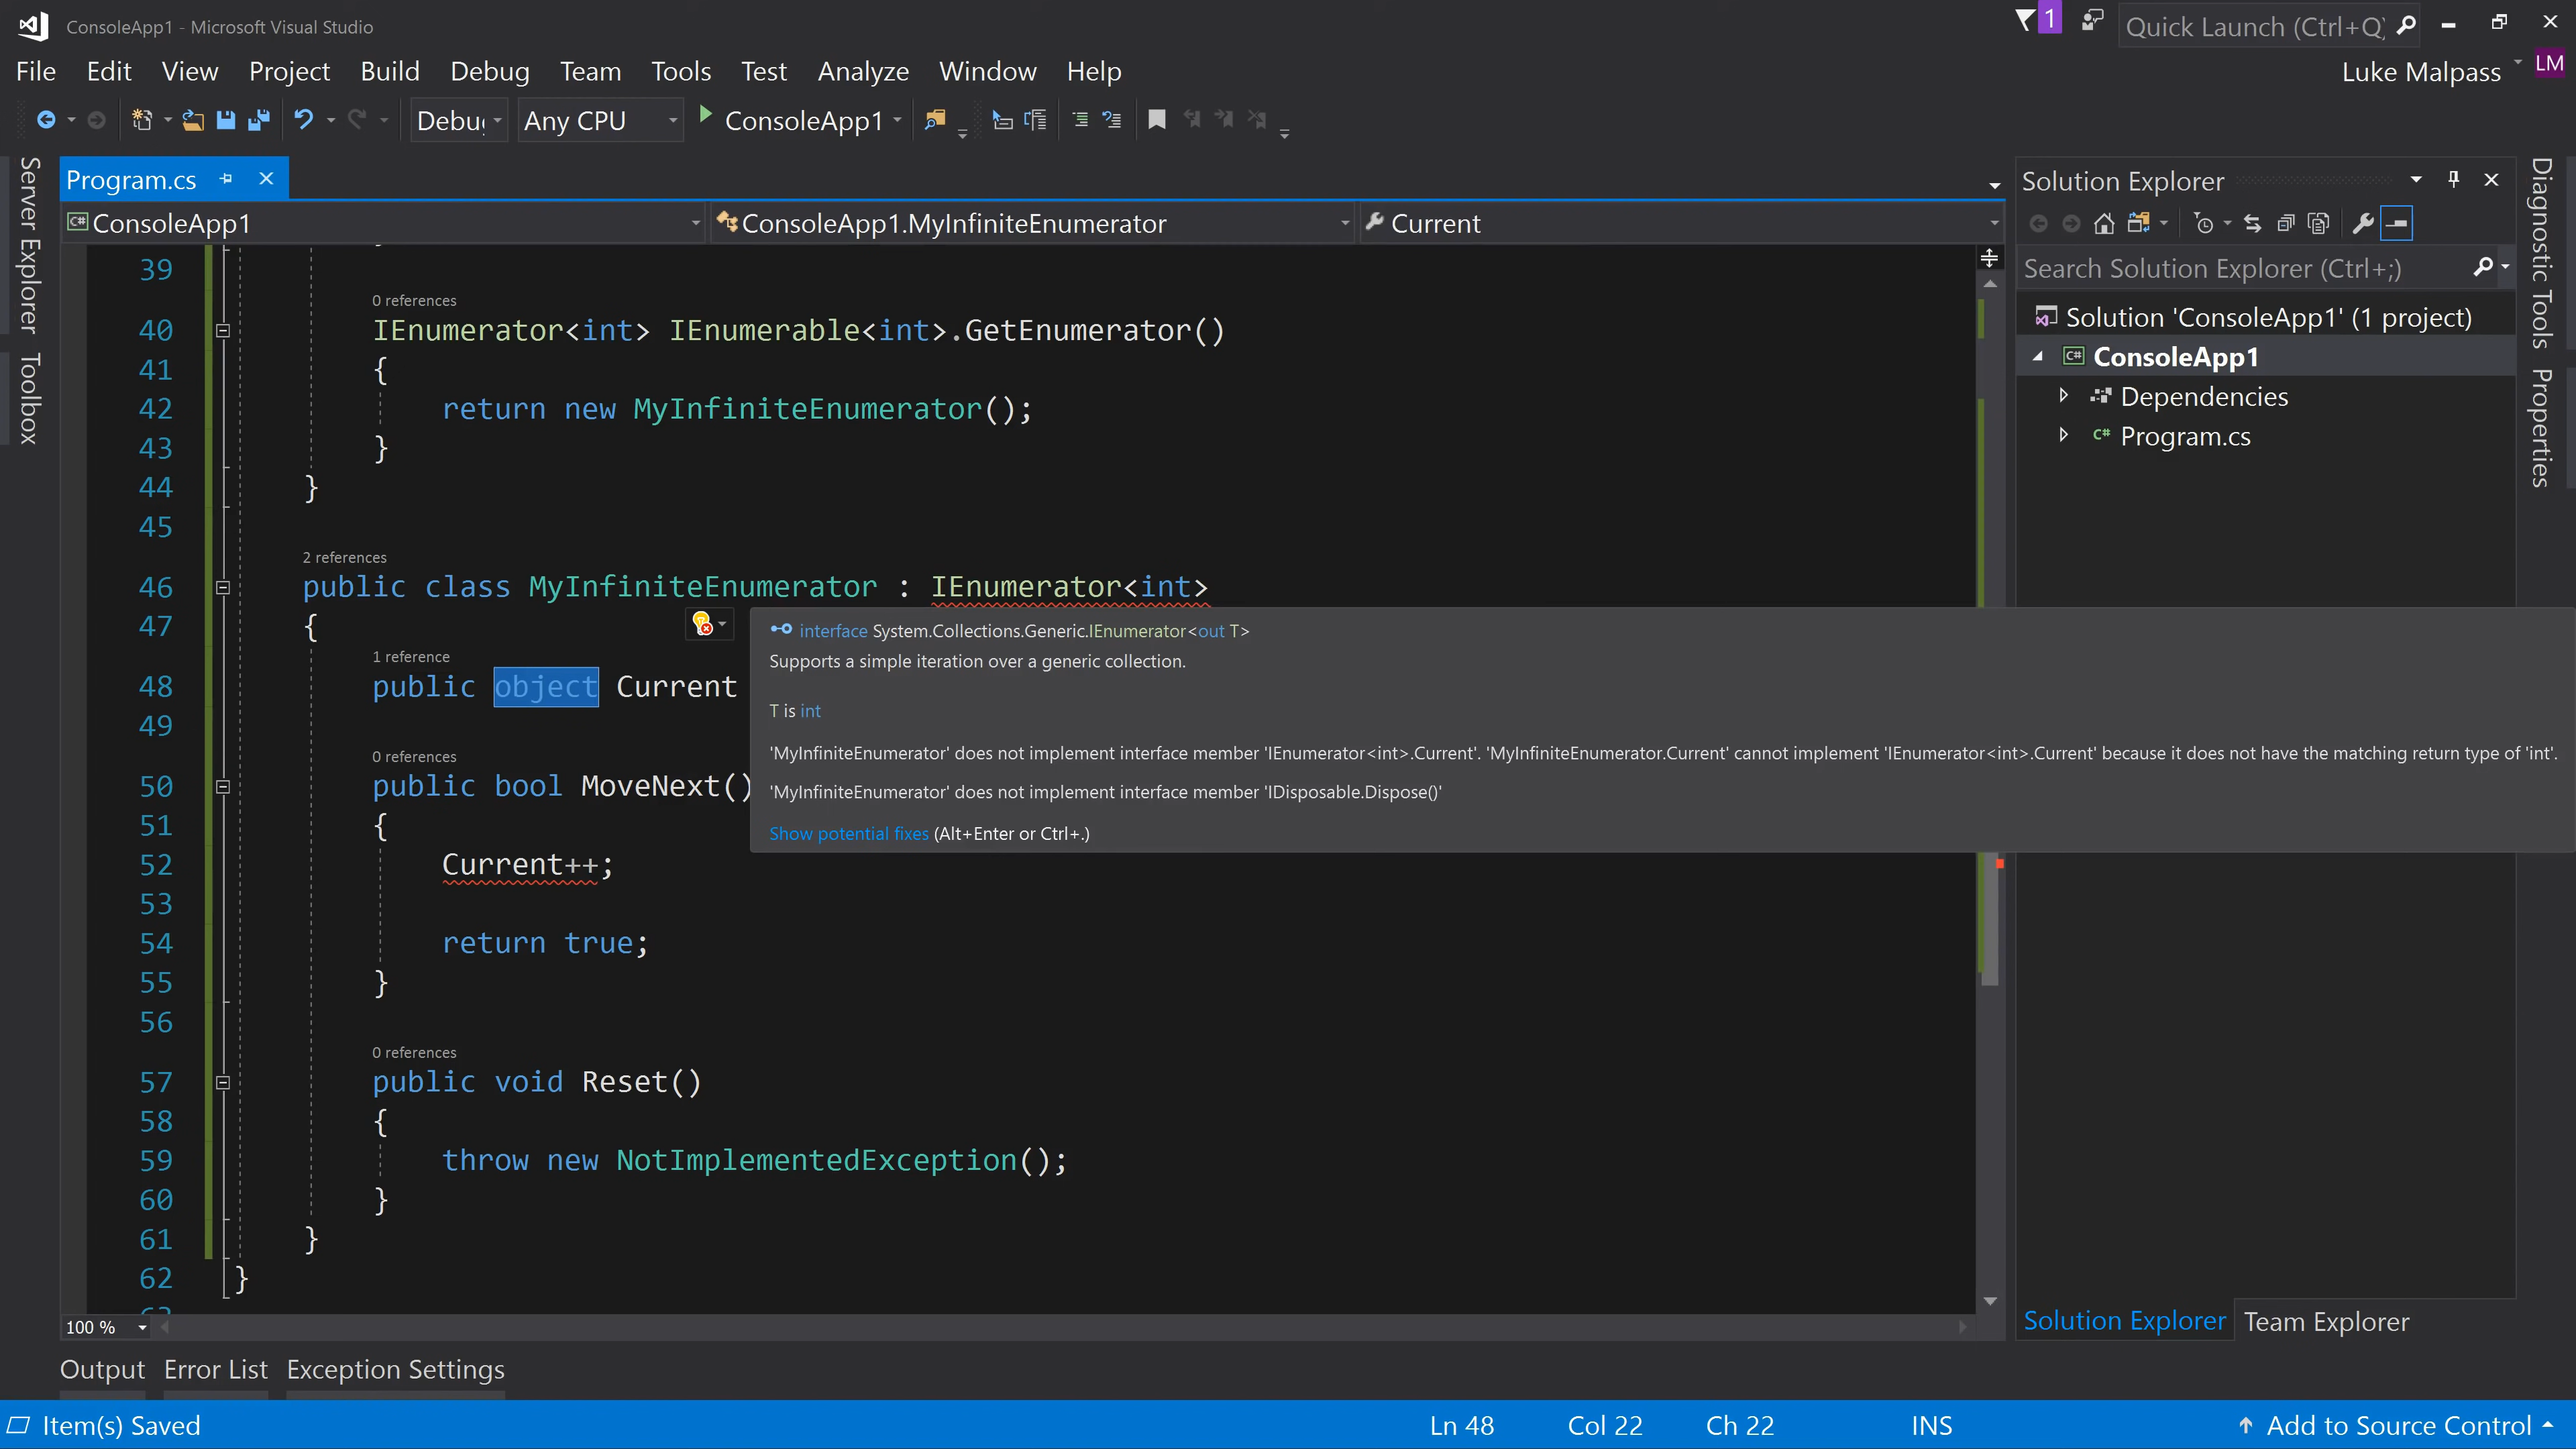 ConsoleApp1 - Microsoft Visual Studio
1
Quick Launch (Ctrl+Q)
File Edit View Project Build Debug Team Tools Test Analyze Window Help
Luke Malpass LM
Debug Any CPU ConsoleApp1
Server Explorer
Toolbox
Program.cs
ConsoleApp1 ConsoleApp1.MyInfiniteEnumerator Current
39
0 references
40 IEnumerator<int> IEnumerable<int>.GetEnumerator()
41 {
42 return new MyInfiniteEnumerator();
43 }
44 }
45
2 references
46 public class MyInfiniteEnumerator : IEnumerator<int>
47 {
1 reference
48 public object Current
49
0 references
50 public bool MoveNext()
51 {
52 Current++;
53
54 return true;
55 }
56
0 references
57 public void Reset()
58 {
59 throw new NotImplementedException();
60 }
61 }
62 }
63
interface System.Collections.Generic.IEnumerator<out T>
Supports a simple iteration over a generic collection.
T is int
'MyInfiniteEnumerator' does not implement interface member 'IEnumerator<int>.Current'. 'MyInfiniteEnumerator.Current' cannot implement 'IEnumerator<int>.Current' because it does not have the matching return type of 'int'.
'MyInfiniteEnumerator' does not implement interface member 'IDisposable.Dispose()'
Show potential fixes (Alt+Enter or Ctrl+.)
100 %
Solution Explorer
Search Solution Explorer (Ctrl+;)
Solution 'ConsoleApp1' (1 project)
C# ConsoleApp1
Dependencies
C# Program.cs
Solution Explorer Team Explorer
Diagnostic Tools
Properties
Output Error List Exception Settings
Item(s) Saved Ln 48 Col 22 Ch 22 INS Add to Source Control